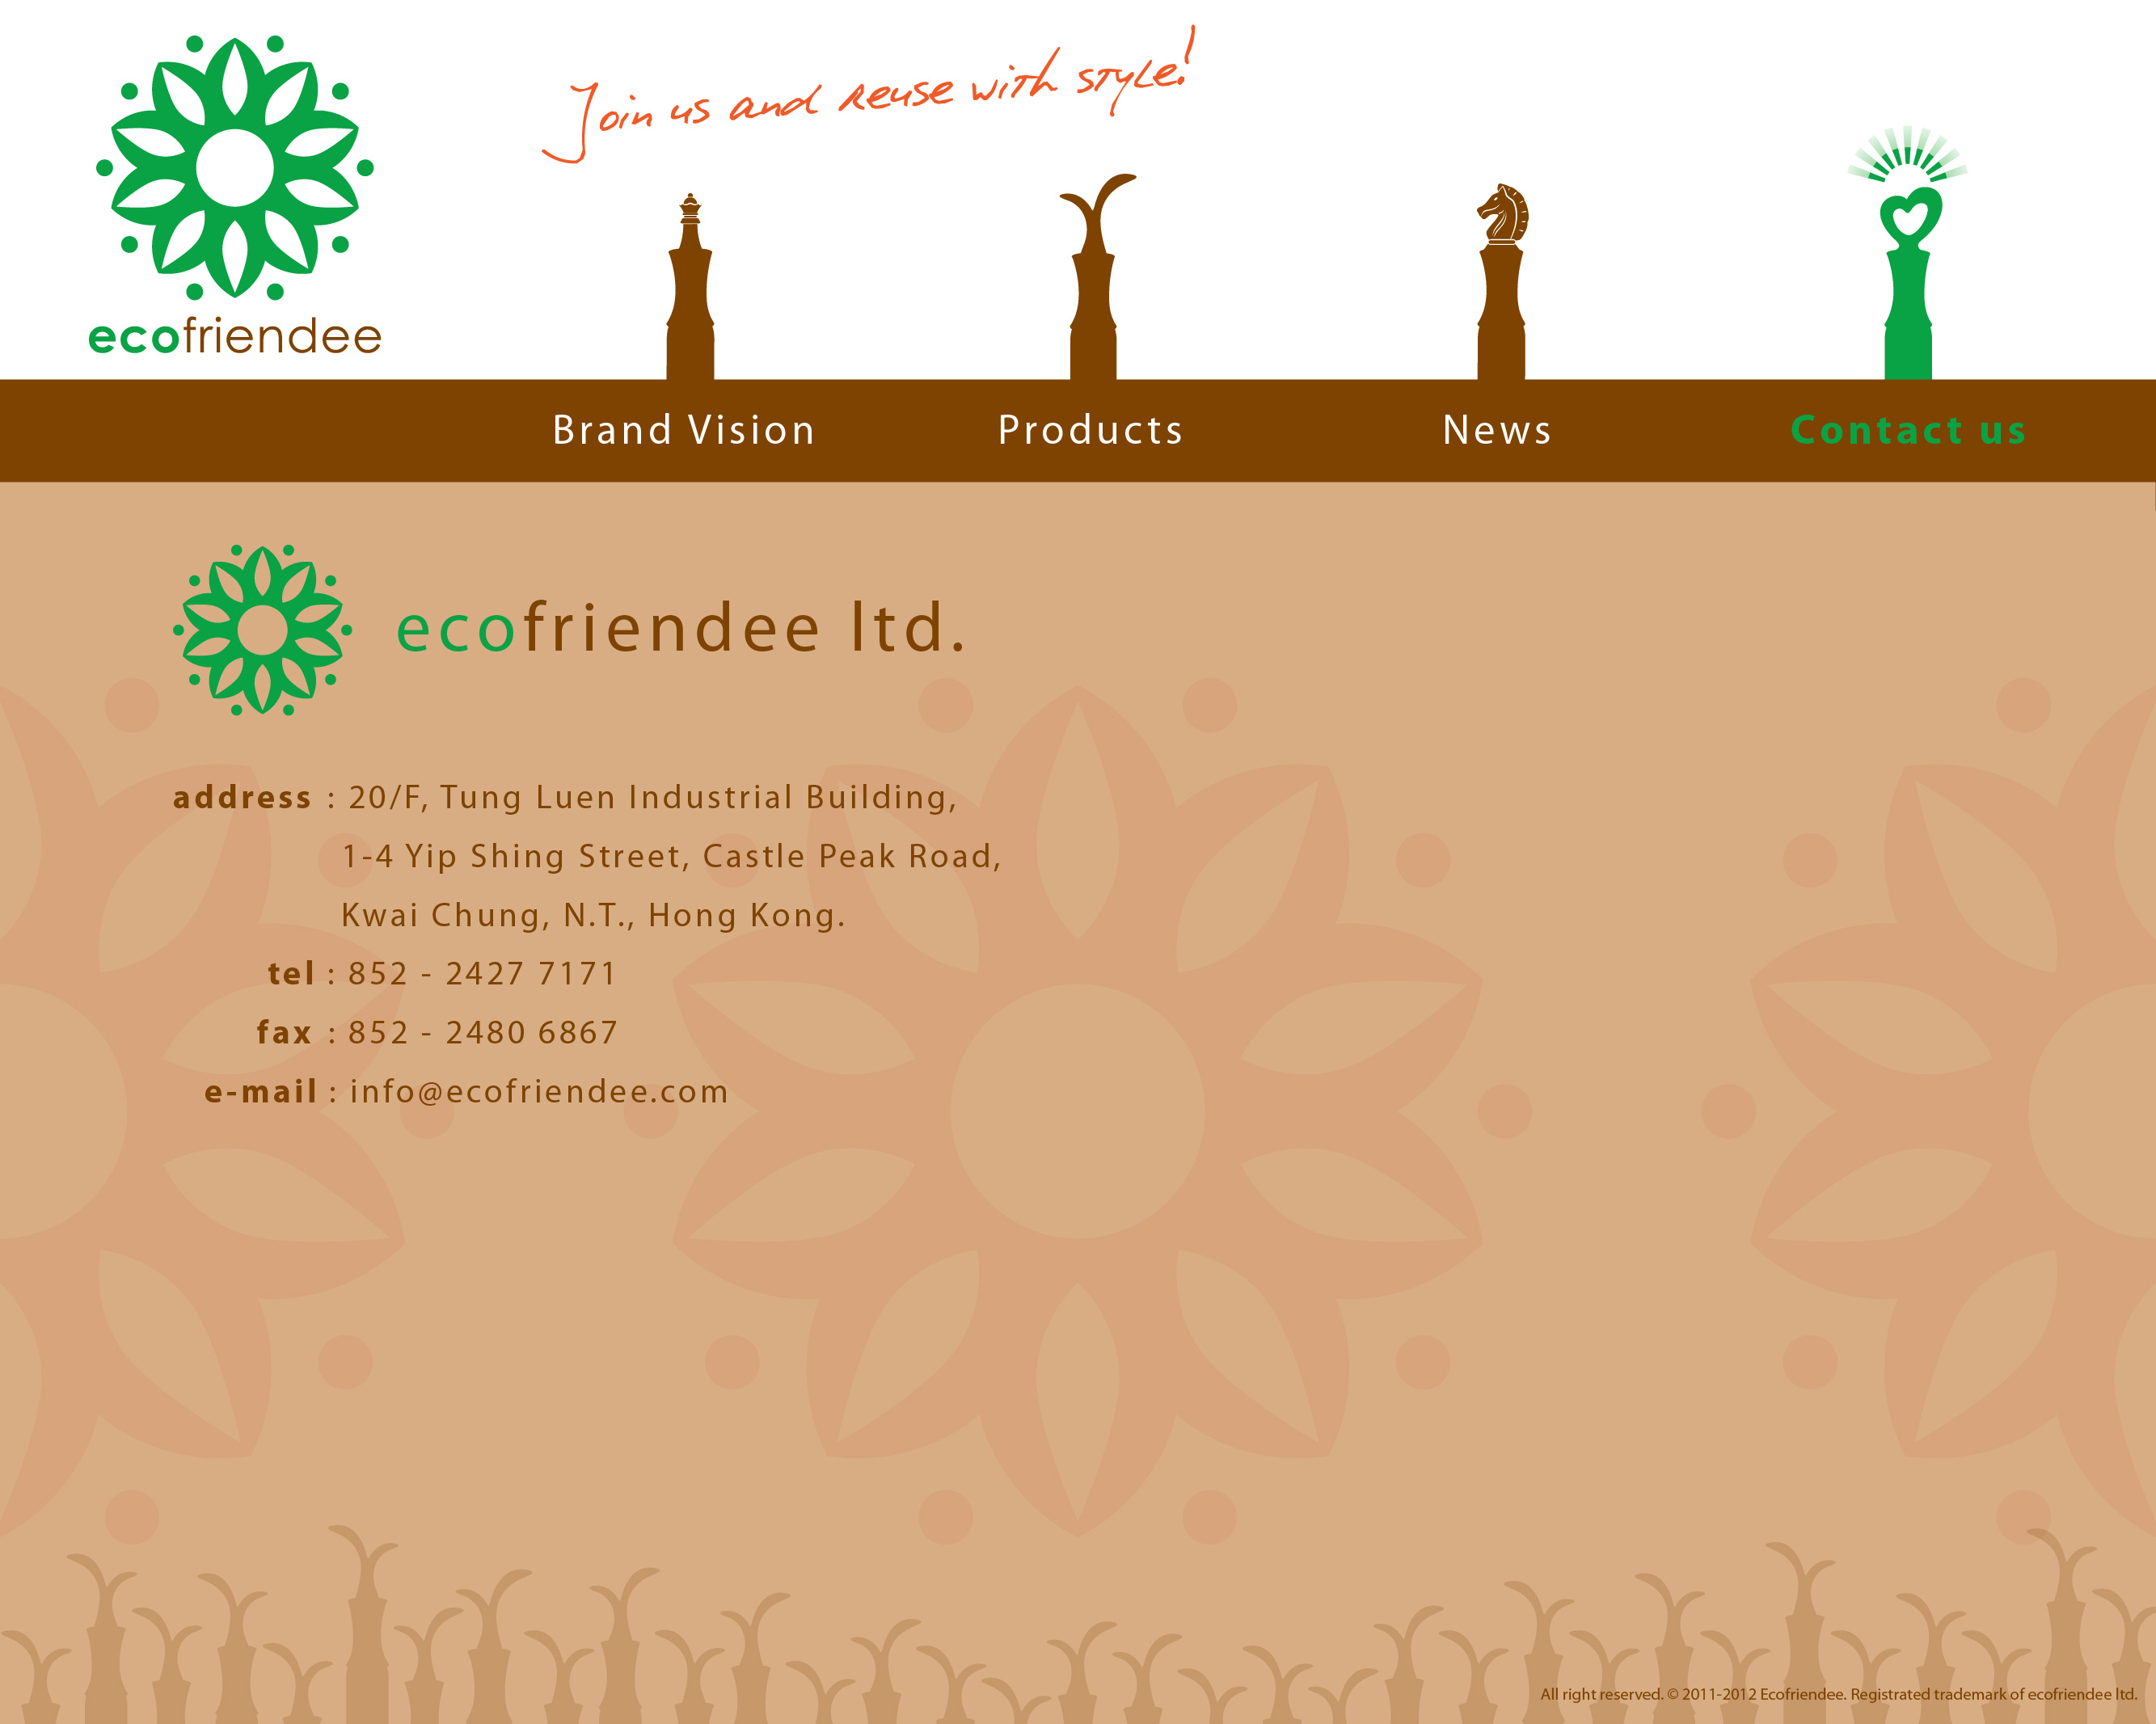 Join us and reuse with style!
ecofriendee
Brand Vision
Products
News
Contact us
ecofriendee ltd.
address : 20/F, Tung Luen Industrial Building,
1-4 Yip Shing Street, Castle Peak Road,
Kwai Chung, N.T., Hong Kong.
tel : 852 - 2427 7171
fax : 852 - 2480 6867
e-mail : info@ecofriendee.com
All right reserved. © 2011-2012 Ecofriendee. Registrated trademark of ecofriendee ltd.